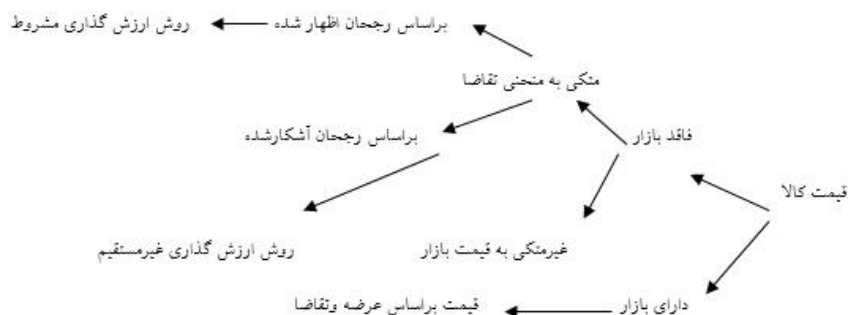 براساس رجحان اظهار شده
روش ارزش گذاری مشروط
متکی به منحنی تقاضا
فاقد بازار
براساس رجحان آشکارشده
قیمت کالا
غیرمتکی به قیمت بازار
روش ارزش گذاری غیرمستقیم
دارای بازار
قیمت براساس عرضه وتقاضا